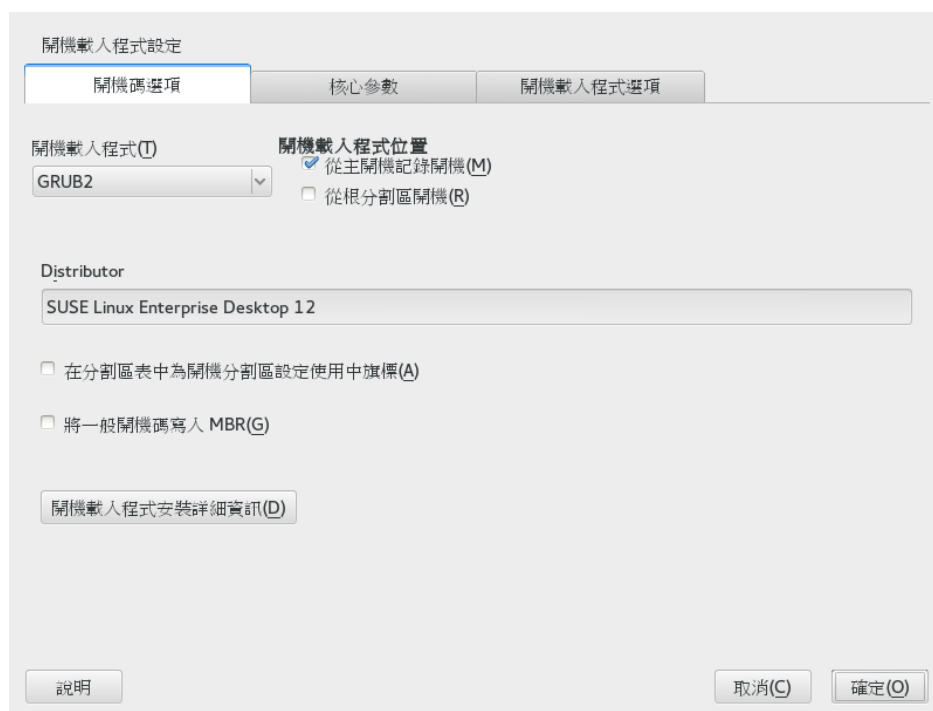 開機載入程式設定
開機碼選項 核心參數 開機載入程式選項
開機載入程式(T) 開機載入程式位置
GRUB2 從主開機記錄開機(M)
從根分割區開機(R)
Distributor
SUSE Linux Enterprise Desktop 12
在分割區表中為開機分割區設定使用中旗標(A)
將一般開機碼寫入 MBR(G)
開機載入程式安裝詳細資訊(D)
說明 取消(C) 確定(O)